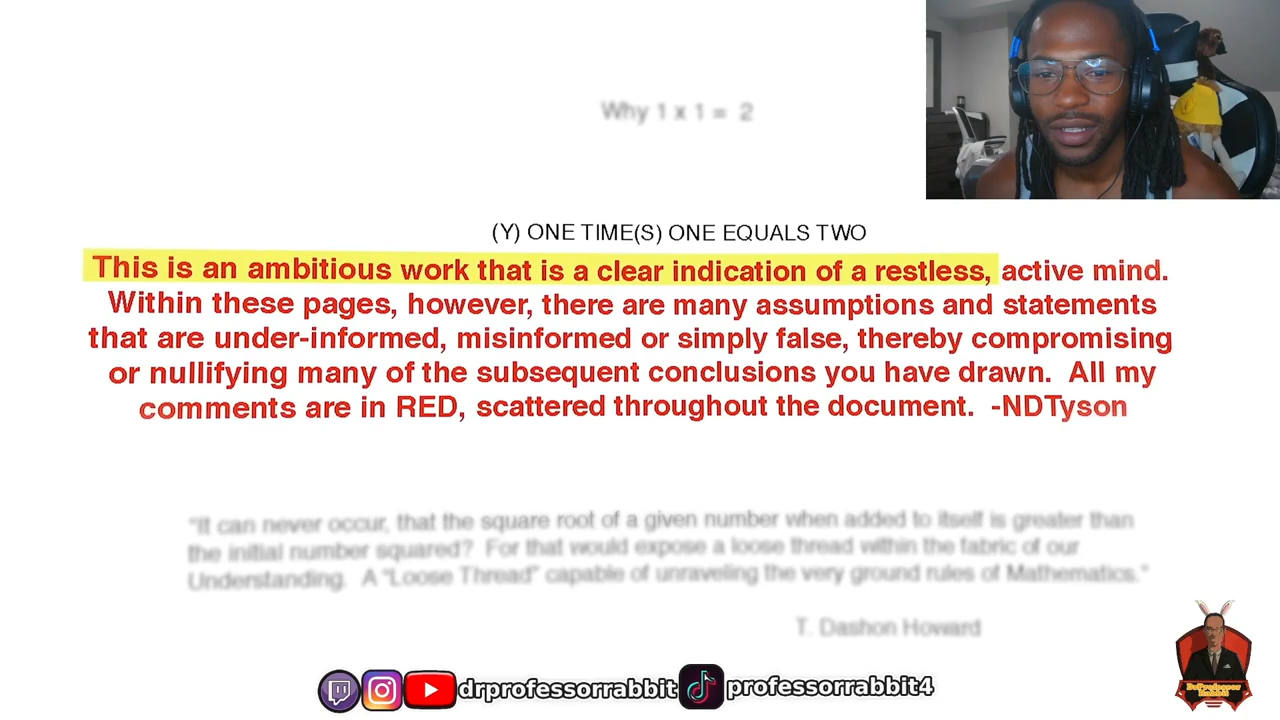 Why 1 x 1 = 2
(Y) ONE TIME(S) ONE EQUALS TWO
This is an ambitious work that is a clear indication of a restless, active mind.
Within these pages, however, there are many assumptions and statements
that are under-informed, misinformed or simply false, thereby compromising
or nullifying many of the subsequent conclusions you have drawn. All my
comments are in RED, scattered throughout the document. -NDTyson
"It can never occur, that the square root of a given number when added to itself is greater than
the initial number squared? For that would expose a loose thread within the fabric of our
Understanding. A "Loose Thread" capable of unraveling the very ground rules of Mathematics."
T. Dashon Howard
drprofessorrabbit professorrabbit4
DrProfessor
Rabbit